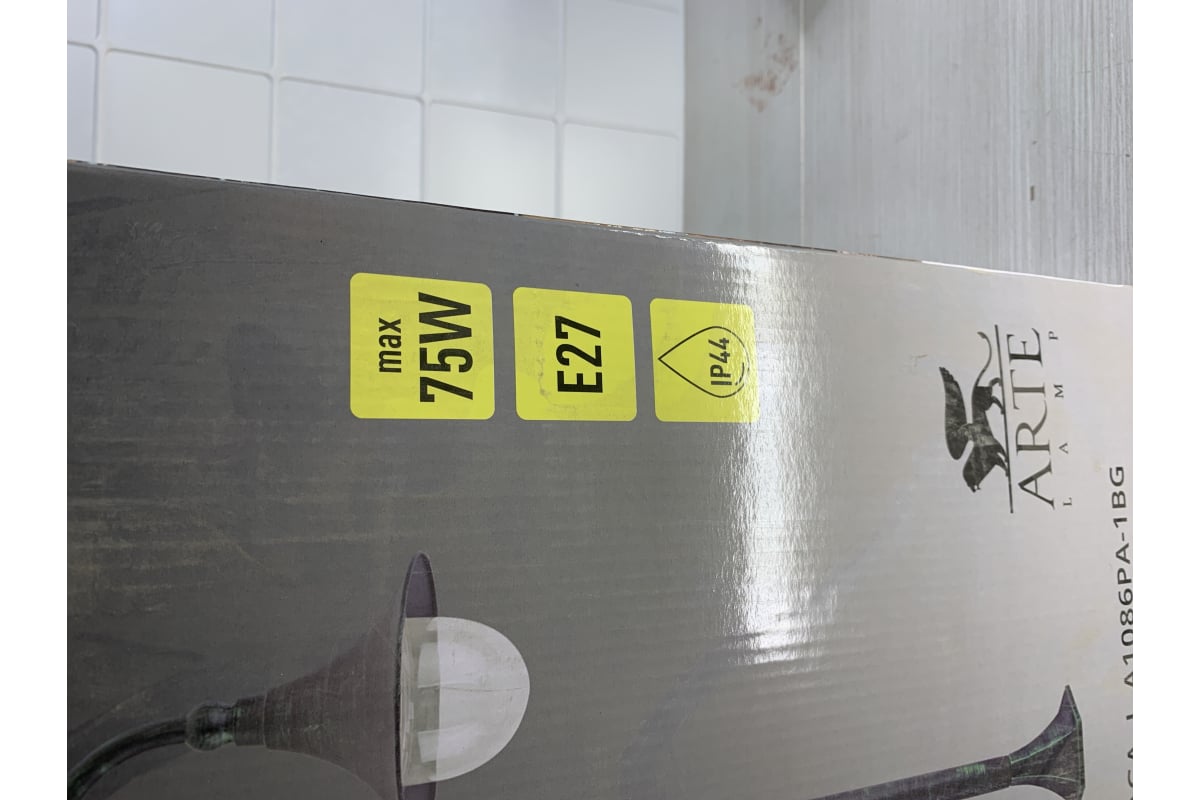 ARTE
LAMP
max
75W
E27
IP44
A1086PA-1BG